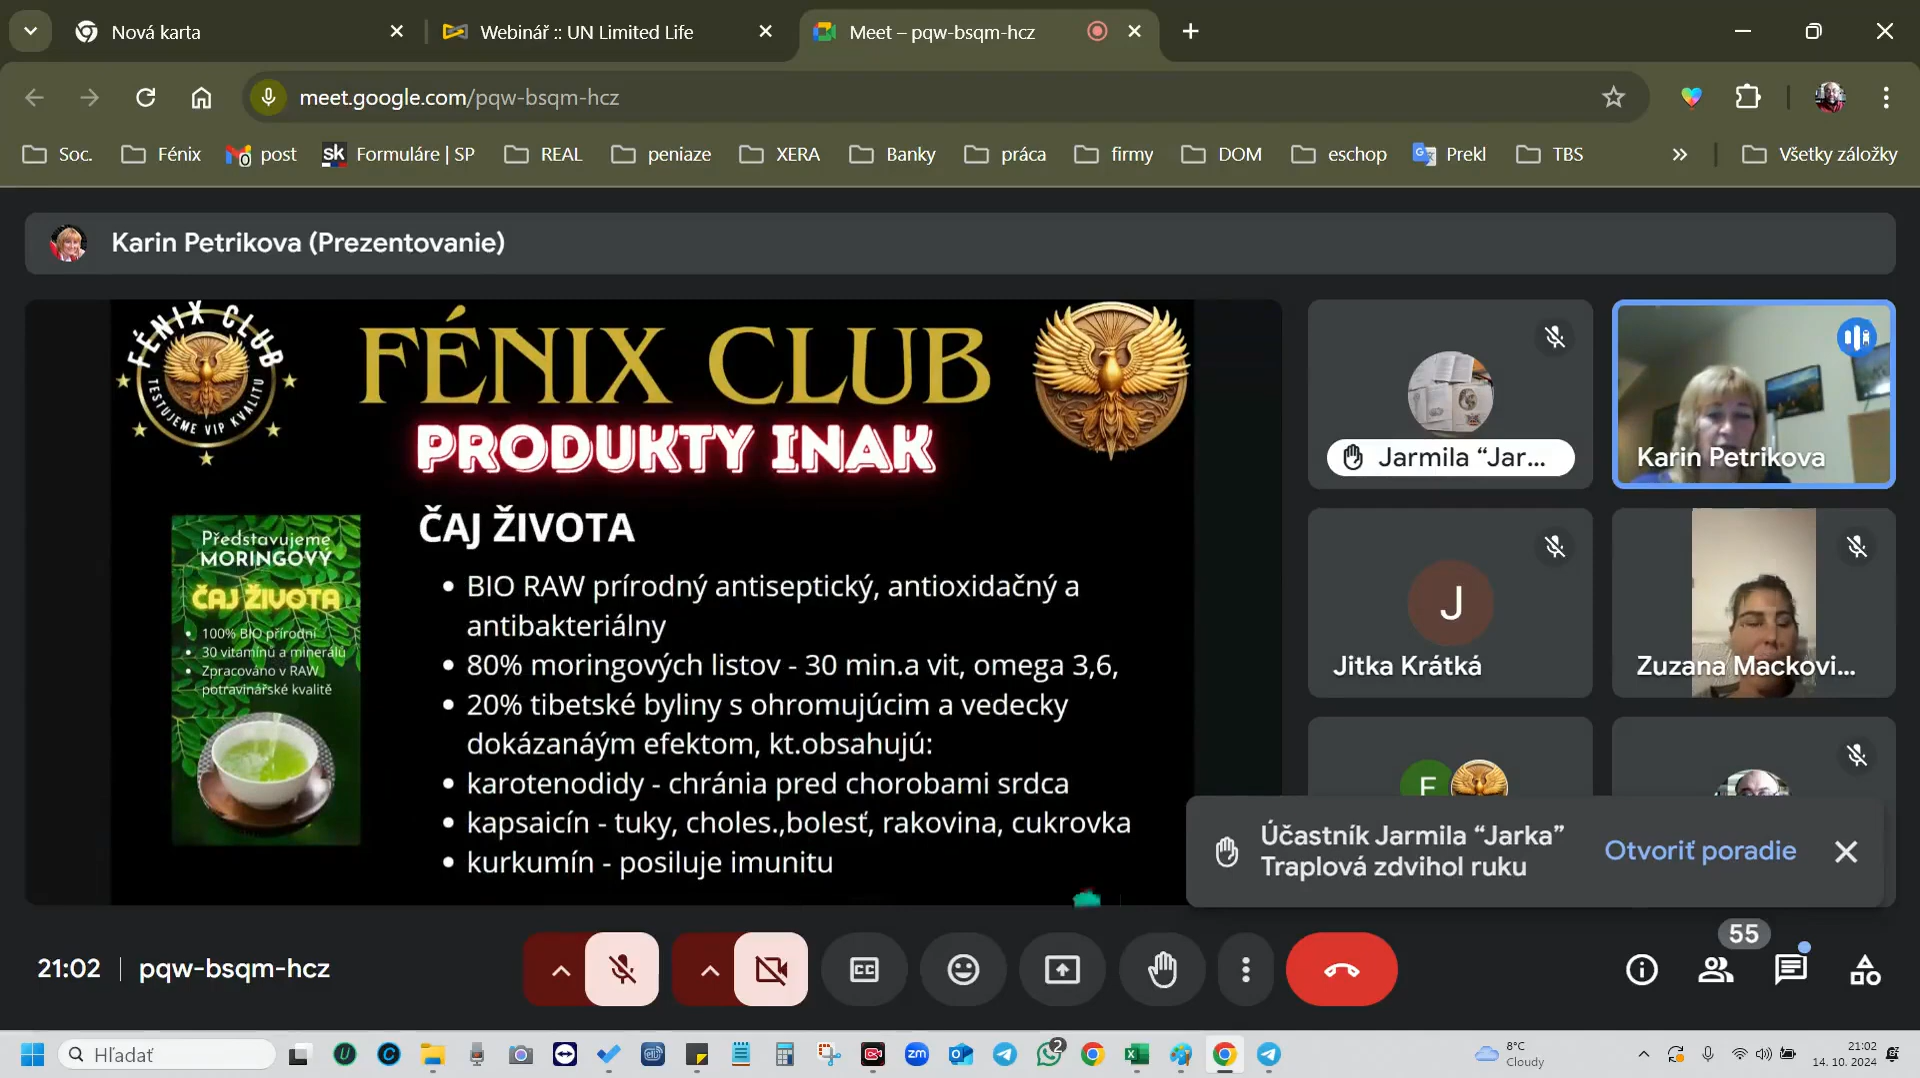 Nová karta
Webinář :: UN Limited Life
Meet – pqw-bsqm-hcz
meet.google.com/pqw-bsqm-hcz
Soc.
Fénix
post
Formuláre | SP
REAL
peniaze
XERA
Banky
práca
firmy
DOM
eschop
Prekl
TBS
Všetky záložky
Karin Petrikova (Prezentovanie)
FÉNIX CLUB
TESTUJEME VIP KVALITU
FÉNIX CLUB
PRODUKTY INAK
Představujeme
MORINGOVÝ
ČAJ ŽIVOTA
• 100% BIO přírodní
• 30 vitamínů a minerálů
• Zpracováno v RAW
potravinářské kvalitě
ČAJ ŽIVOTA
• BIO RAW prírodný antiseptický, antioxidačný a
antibakteriálny
• 80% moringových listov - 30 min.a vit, omega 3,6,
• 20% tibetské byliny s ohromujúcim a vedecky
dokázanáým efektom, kt.obsahujú:
• karotenodidy - chránia pred chorobami srdca
• kapsaicín - tuky, choles.,bolesť, rakovina, cukrovka
• kurkumín - posiluje imunitu
Jarmila “Jar...
Karin Petrikova
J
Jitka Krátká
Zuzana Mackovi...
Účastník Jarmila “Jarka”
Traplová zdvihol ruku
Otvoriť poradie
21:02
pqw-bsqm-hcz
55
Hľadať
2
8°C
Cloudy
21:02
14. 10. 2024